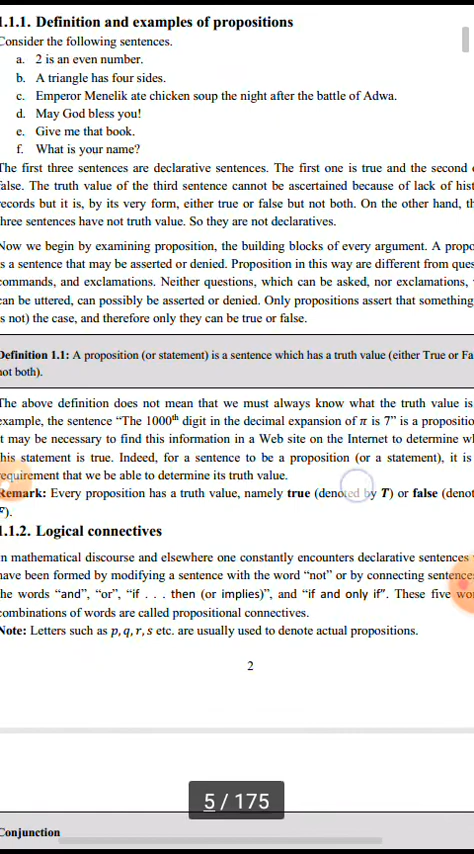 1.1.1. Definition and examples of propositions
Consider the following sentences.
a. 2 is an even number.
b. A triangle has four sides.
c. Emperor Menelik ate chicken soup the night after the battle of Adwa.
d. May God bless you!
e. Give me that book.
f. What is your name?
The first three sentences are declarative sentences. The first one is true and the second
false. The truth value of the third sentence cannot be ascertained because of lack of hist
records but it is, by its very form, either true or false but not both. On the other hand, th
three sentences have not truth value. So they are not declaratives.
Now we begin by examining proposition, the building blocks of every argument. A propo
is a sentence that may be asserted or denied. Proposition in this way are different from ques
commands, and exclamations. Neither questions, which can be asked, nor exclamations,
can be uttered, can possibly be asserted or denied. Only propositions assert that something
is not) the case, and therefore only they can be true or false.
Definition 1.1: A proposition (or statement) is a sentence which has a truth value (either True or Fa
not both).
The above definition does not mean that we must always know what the truth value is
example, the sentence “The 1000th digit in the decimal expansion of π is 7” is a propositio
it may be necessary to find this information in a Web site on the Internet to determine wh
this statement is true. Indeed, for a sentence to be a proposition (or a statement), it is
requirement that we be able to determine its truth value.
Remark: Every proposition has a truth value, namely true (denoted by T) or false (denot
F).
1.1.2. Logical connectives
In mathematical discourse and elsewhere one constantly encounters declarative sentences
have been formed by modifying a sentence with the word “not” or by connecting sentence
the words “and”, “or”, “if . . . then (or implies)”, and “if and only if”. These five wo
combinations of words are called propositional connectives.
Note: Letters such as p, q, r, s etc. are usually used to denote actual propositions.
2
5 / 175
Conjunction